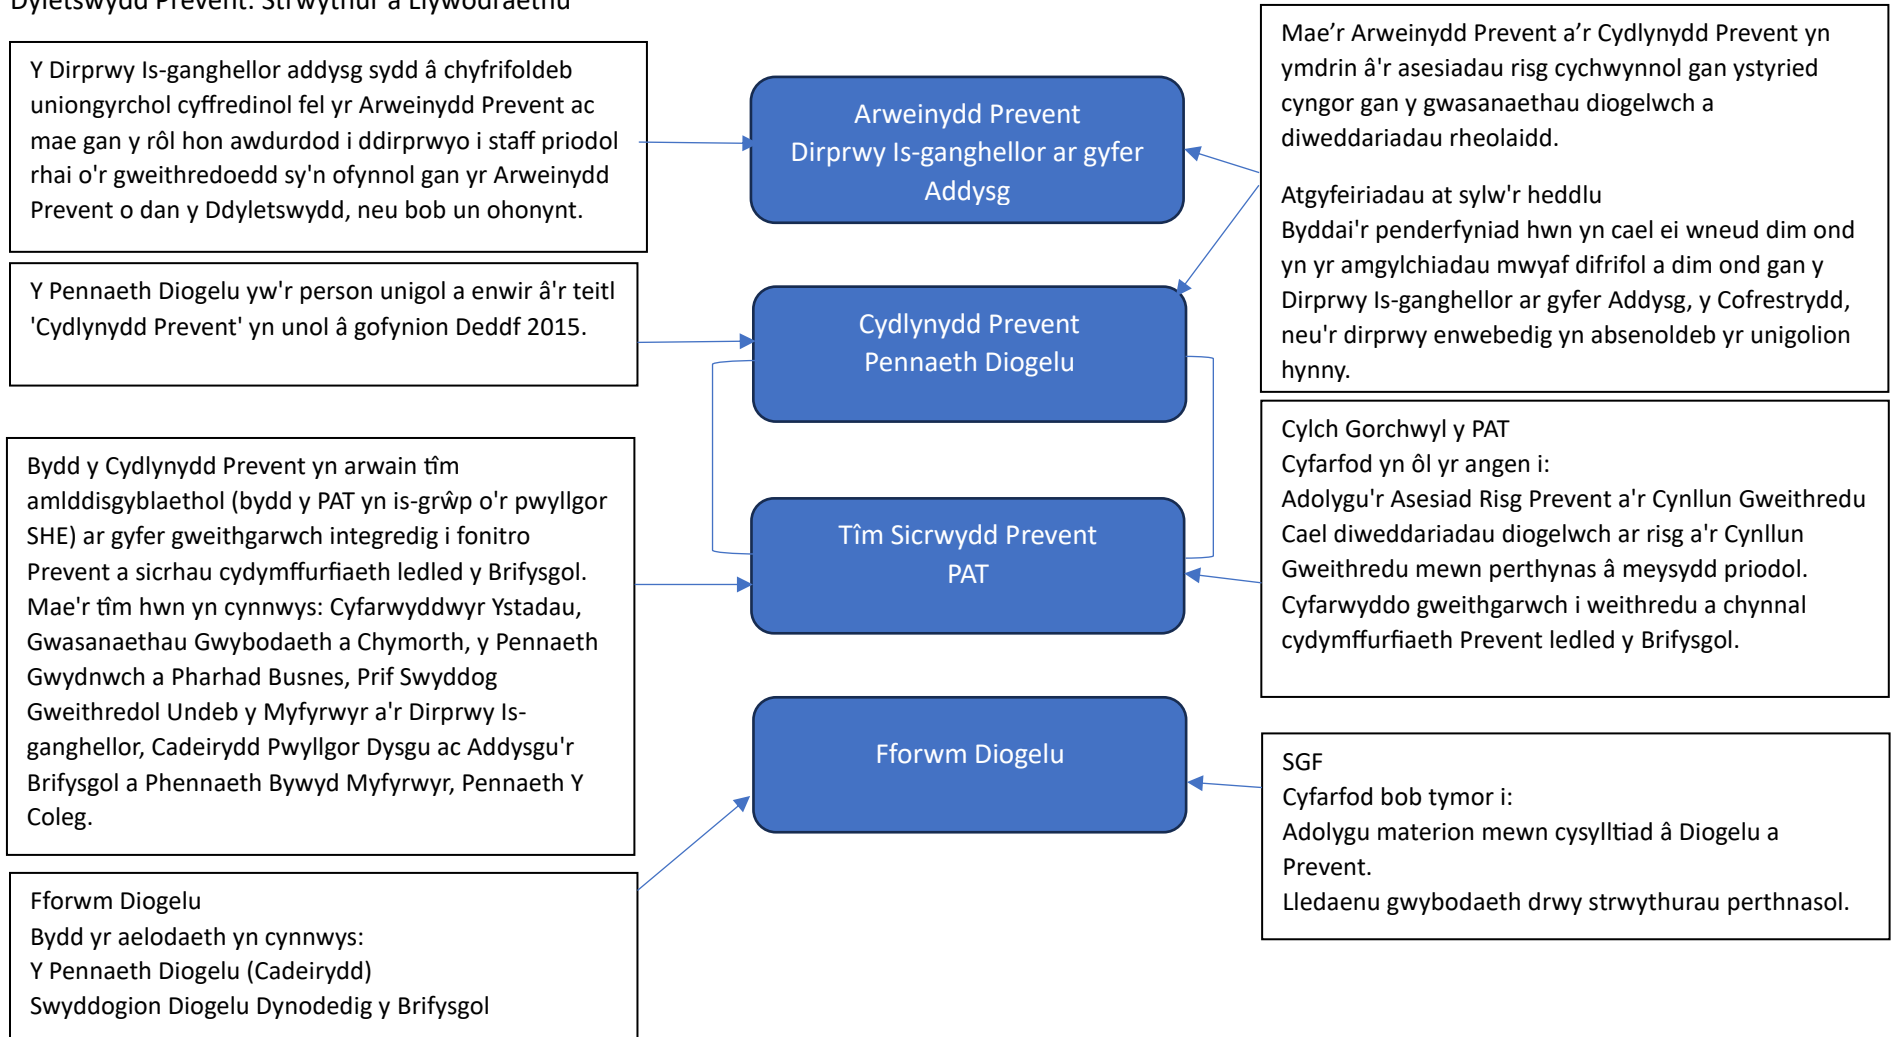 Dyletswydd Prevent: Strwythur a Llywodraethu
Y Dirprwy Is-ganghellor addysg sydd â chyfrifoldeb
uniongyrchol cyffredinol fel yr Arweinydd Prevent ac
mae gan y rôl hon awdurdod i ddirprwyo i staff priodol
rhai o'r gweithredoedd sy'n ofynnol gan yr Arweinydd
Prevent o dan y Ddyletswydd, neu bob un ohonynt.
Arweinydd Prevent
Dirprwy Is-ganghellor ar gyfer
Addysg
Mae’r Arweinydd Prevent a’r Cydlynydd Prevent yn
ymdrin â'r asesiadau risg cychwynnol gan ystyried
cyngor gan y gwasanaethau diogelwch a
diweddariadau rheolaidd.
Atgyfeiriadau at sylw'r heddlu
Byddai'r penderfyniad hwn yn cael ei wneud dim ond
yn yr amgylchiadau mwyaf difrifol a dim ond gan y
Dirprwy Is-ganghellor ar gyfer Addysg, y Cofrestrydd,
neu'r dirprwy enwebedig yn absenoldeb yr unigolion
hynny.
Y Pennaeth Diogelu yw'r person unigol a enwir â'r teitl
'Cydlynydd Prevent' yn unol â gofynion Deddf 2015.
Cydlynydd Prevent
Pennaeth Diogelu
Bydd y Cydlynydd Prevent yn arwain tîm
amlddisgyblaethol (bydd y PAT yn is-grŵp o'r pwyllgor
SHE) ar gyfer gweithgarwch integredig i fonitro
Prevent a sicrhau cydymffurfiaeth ledled y Brifysgol.
Mae'r tîm hwn yn cynnwys: Cyfarwyddwyr Ystadau,
Gwasanaethau Gwybodaeth a Chymorth, y Pennaeth
Gwydnwch a Pharhad Busnes, Prif Swyddog
Gweithredol Undeb y Myfyrwyr a'r Dirprwy Is-
ganghellor, Cadeirydd Pwyllgor Dysgu ac Addysgu'r
Brifysgol a Phennaeth Bywyd Myfyrwyr, Pennaeth Y
Coleg.
Tîm Sicrwydd Prevent
PAT
Cylch Gorchwyl y PAT
Cyfarfod yn ôl yr angen i:
Adolygu'r Asesiad Risg Prevent a'r Cynllun Gweithredu
Cael diweddariadau diogelwch ar risg a'r Cynllun
Gweithredu mewn perthynas â meysydd priodol.
Cyfarwyddo gweithgarwch i weithredu a chynnal
cydymffurfiaeth Prevent ledled y Brifysgol.
Fforwm Diogelu
Bydd yr aelodaeth yn cynnwys:
Y Pennaeth Diogelu (Cadeirydd)
Swyddogion Diogelu Dynodedig y Brifysgol
Fforwm Diogelu
SGF
Cyfarfod bob tymor i:
Adolygu materion mewn cysylltiad â Diogelu a
Prevent.
Lledaenu gwybodaeth drwy strwythurau perthnasol.